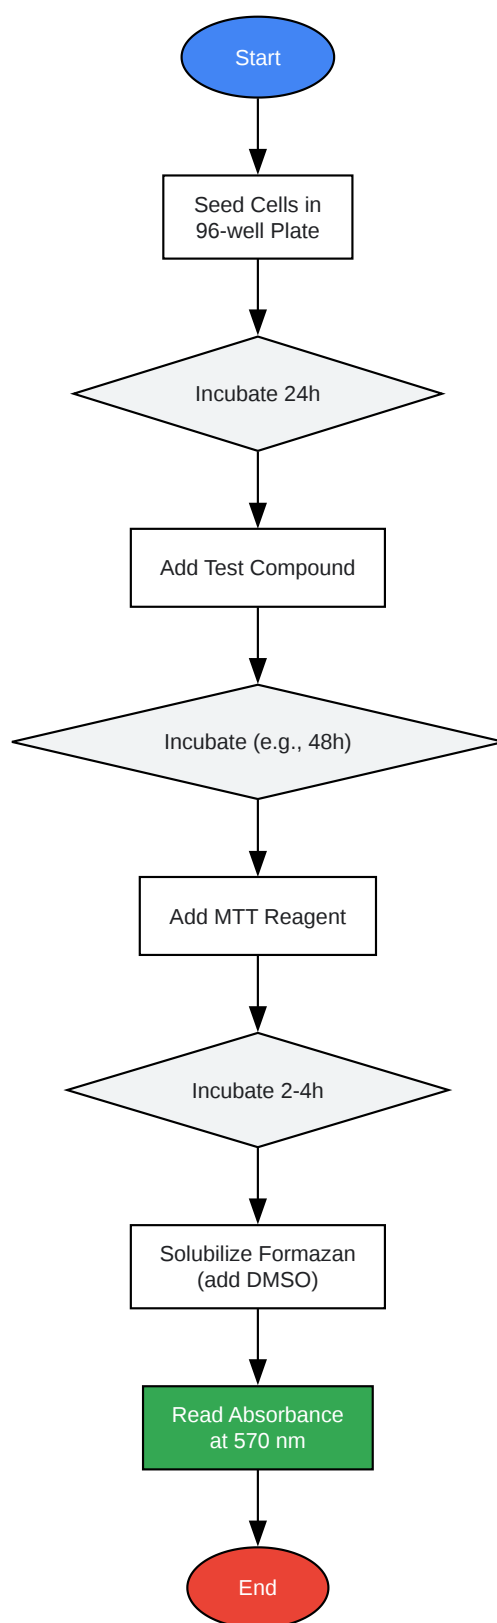 Start
Seed Cells in
96-well Plate
Incubate 24h
Add Test Compound
Incubate (e.g., 48h)
Add MTT Reagent
Incubate 2-4h
Solubilize Formazan
(add DMSO)
Read Absorbance
at 570 nm
End